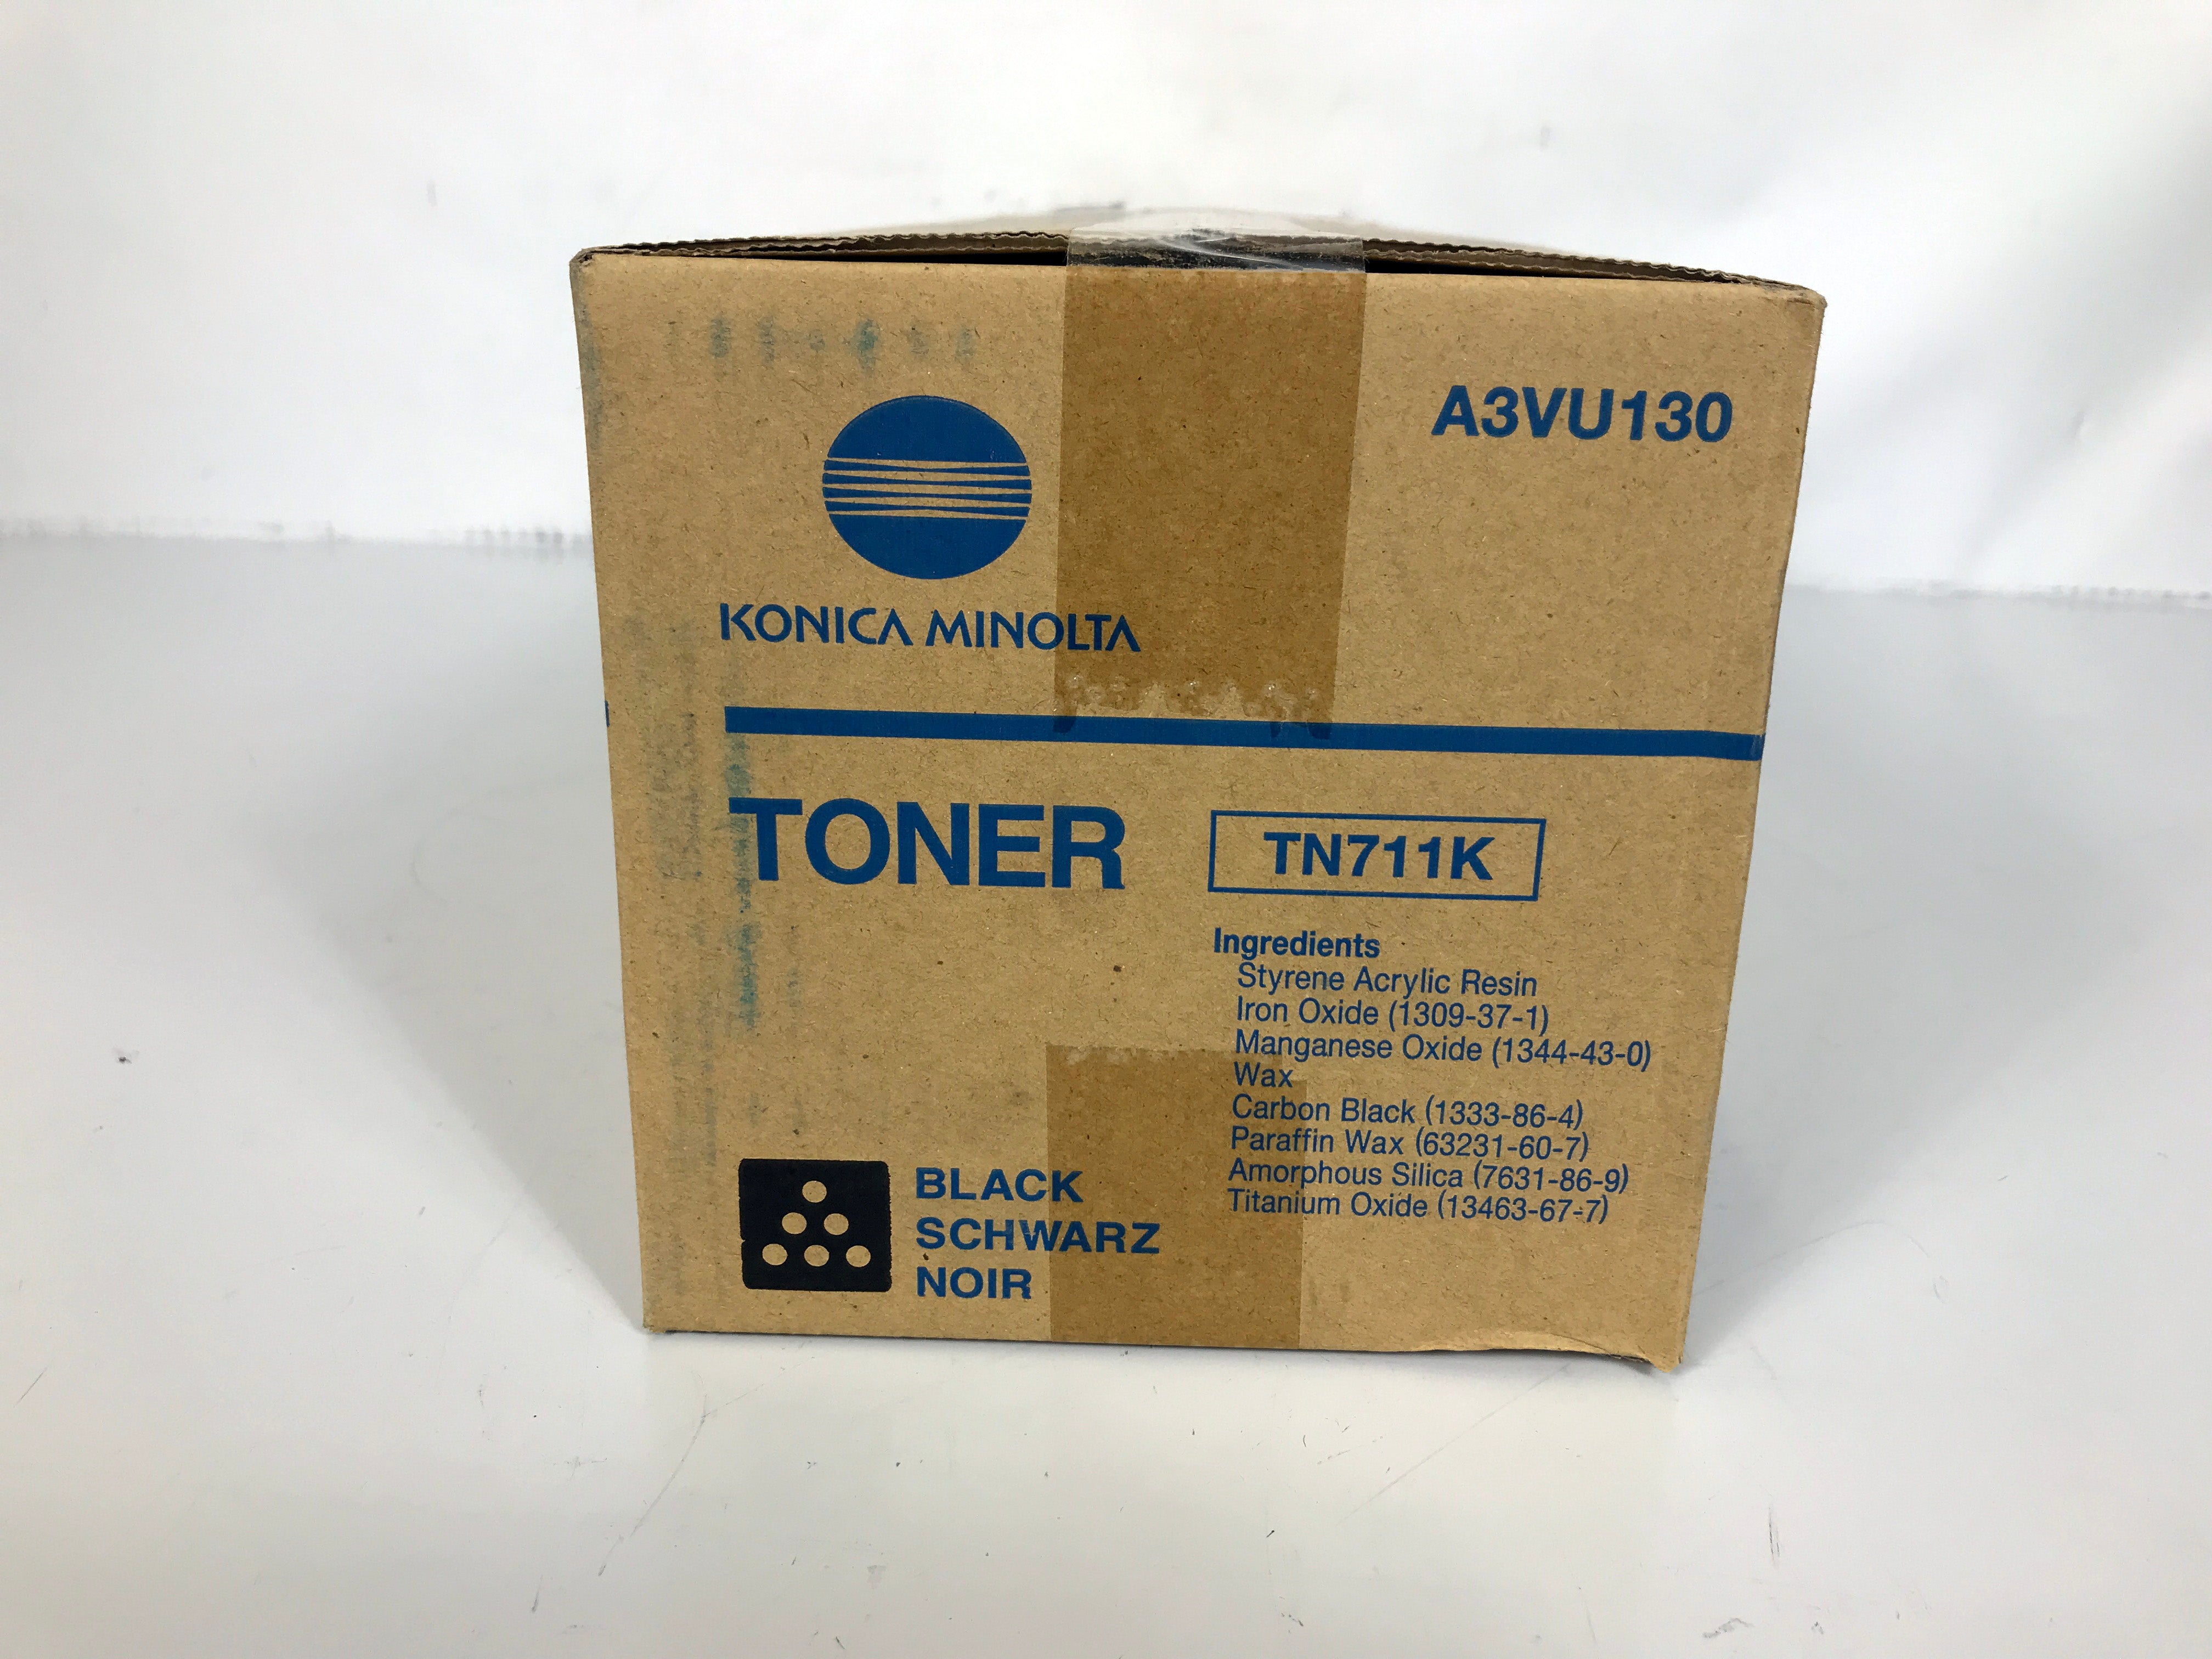 A3VU130
KONICA MINOLTA
TONER
TN711K
Ingredients
Styrene Acrylic Resin
Iron Oxide (1309-37-1)
Manganese Oxide (1344-43-0)
Wax
Carbon Black (1333-86-4)
Paraffin Wax (63231-60-7)
Amorphous Silica (7631-86-9)
Titanium Oxide (13463-67-7)
BLACK
SCHWARZ
NOIR